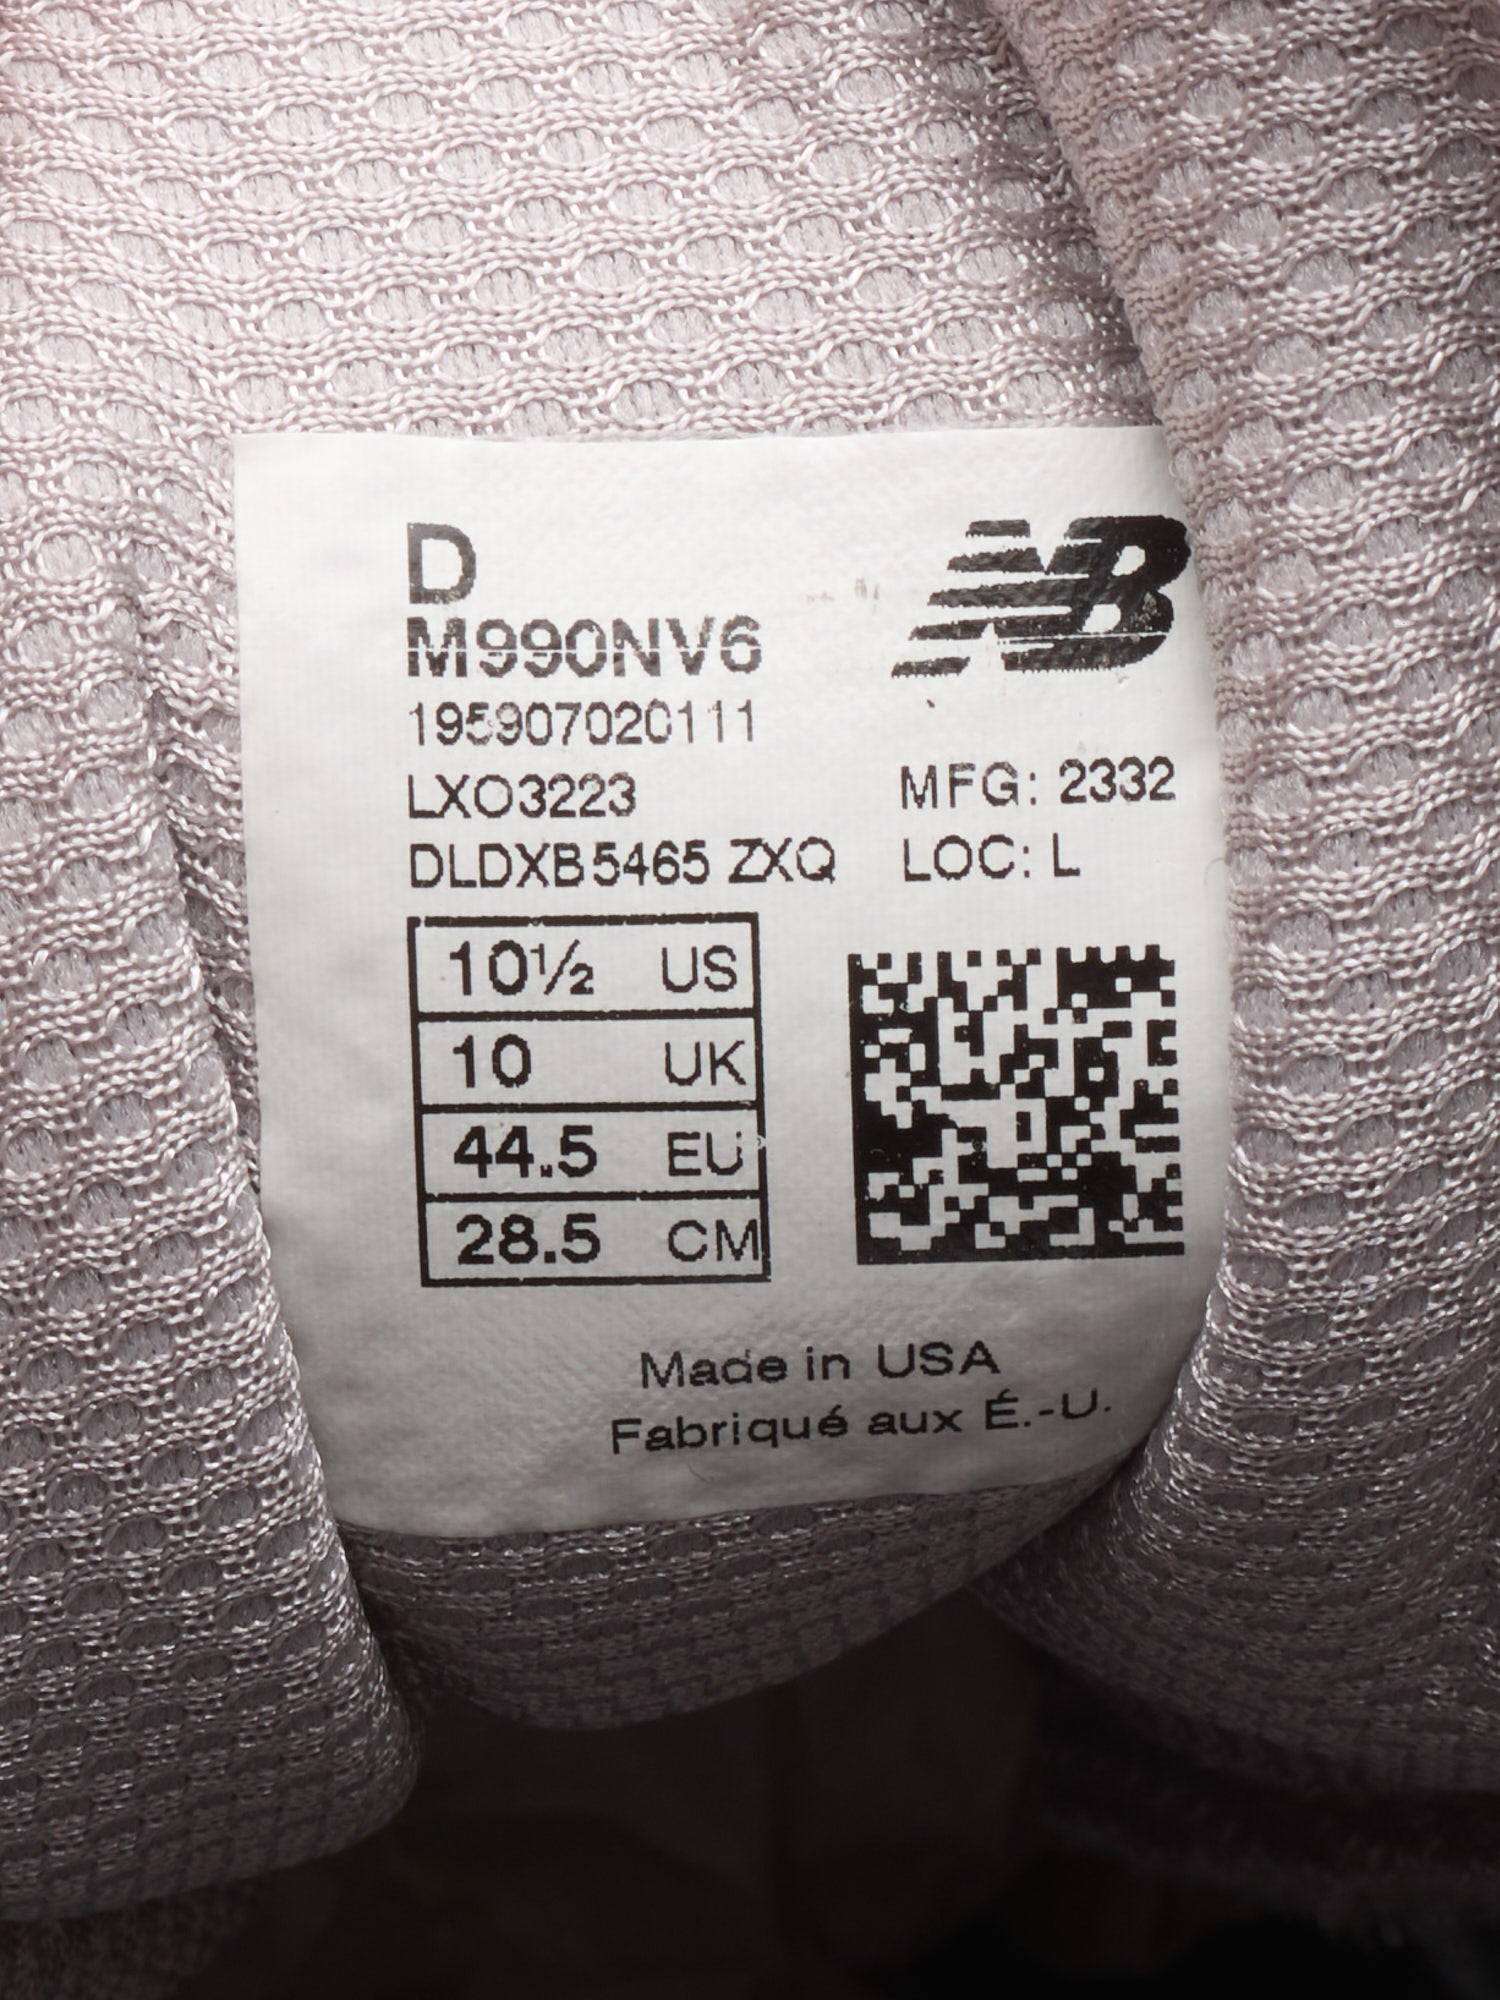 D
NB
M990NV6
195907020111
LXO3223
MFG: 2332
DLDXB5465 ZXQ
LOC: L
10½ US
10 UK
44.5 EU
28.5 CM
Made in USA
Fabriqué aux É.-U.